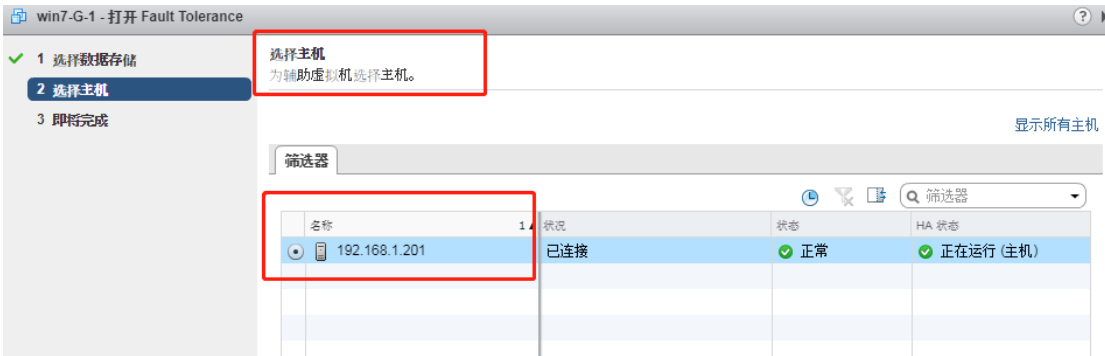 win7-G-1 - 打开 Fault Tolerance
1 选择数据存储
2 选择主机
3 即将完成
选择主机
为辅助虚拟机选择主机。
显示所有主机
筛选器
筛选器
名称 1 状况 状态 HA 状态
192.168.1.201 已连接 正常 正在运行 (主机)